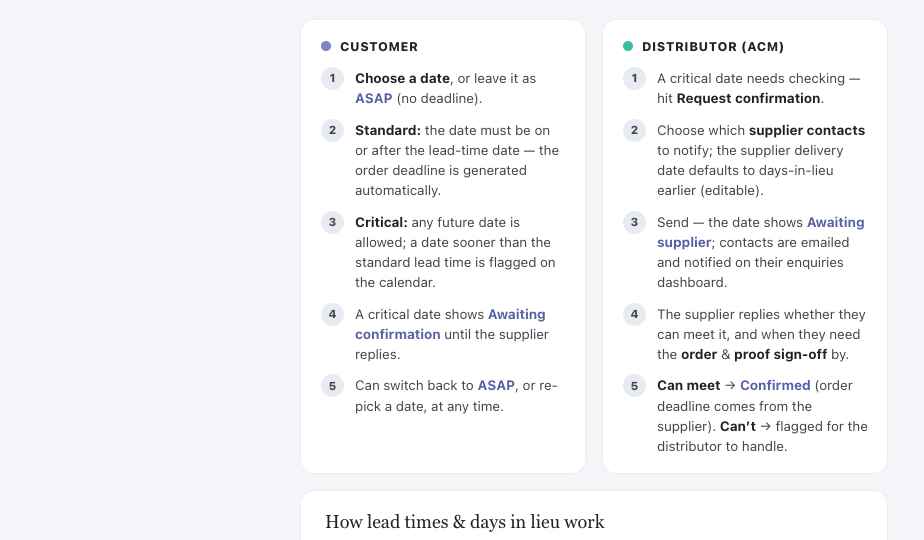 CUSTOMER
1
Choose a date, or leave it as
ASAP (no deadline).
2
Standard: the date must be on
or after the lead-time date — the
order deadline is generated
automatically.
3
Critical: any future date is
allowed; a date sooner than the
standard lead time is flagged on
the calendar.
4
A critical date shows Awaiting
confirmation until the supplier
replies.
5
Can switch back to ASAP, or re-
pick a date, at any time.
DISTRIBUTOR (ACM)
1
A critical date needs checking —
hit Request confirmation.
2
Choose which supplier contacts
to notify; the supplier delivery
date defaults to days-in-lieu
earlier (editable).
3
Send — the date shows Awaiting
supplier; contacts are emailed
and notified on their enquiries
dashboard.
4
The supplier replies whether they
can meet it, and when they need
the order & proof sign-off by.
5
Can meet → Confirmed (order
deadline comes from the
supplier). Can't → flagged for the
distributor to handle.
How lead times & days in lieu work